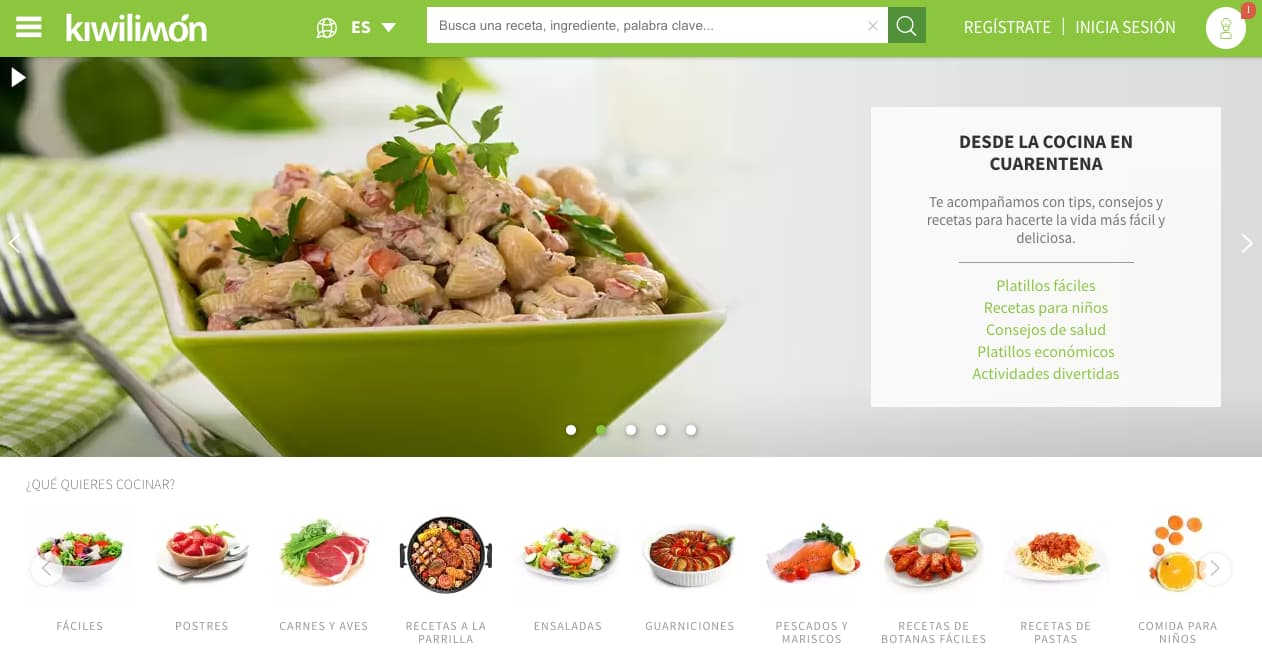 kiwilimón
ES
Busca una receta, ingrediente, palabra clave...
REGÍSTRATE
INICIA SESIÓN
1
DESDE LA COCINA EN
CUARENTENA
Te acompañamos con tips, consejos y
recetas para hacerte la vida más fácil y
deliciosa.
Platillos fáciles
Recetas para niños
Consejos de salud
Platillos económicos
Actividades divertidas
¿QUÉ QUIERES COCINAR?
FÁCILES
POSTRES
CARNES Y AVES
RECETAS A LA
PARRILLA
ENSALADAS
GUARNICIONES
PESCADOS Y
MARISCOS
RECETAS DE
BOTANAS FÁCILES
RECETAS DE
PASTAS
COMIDA PARA
NIÑOS